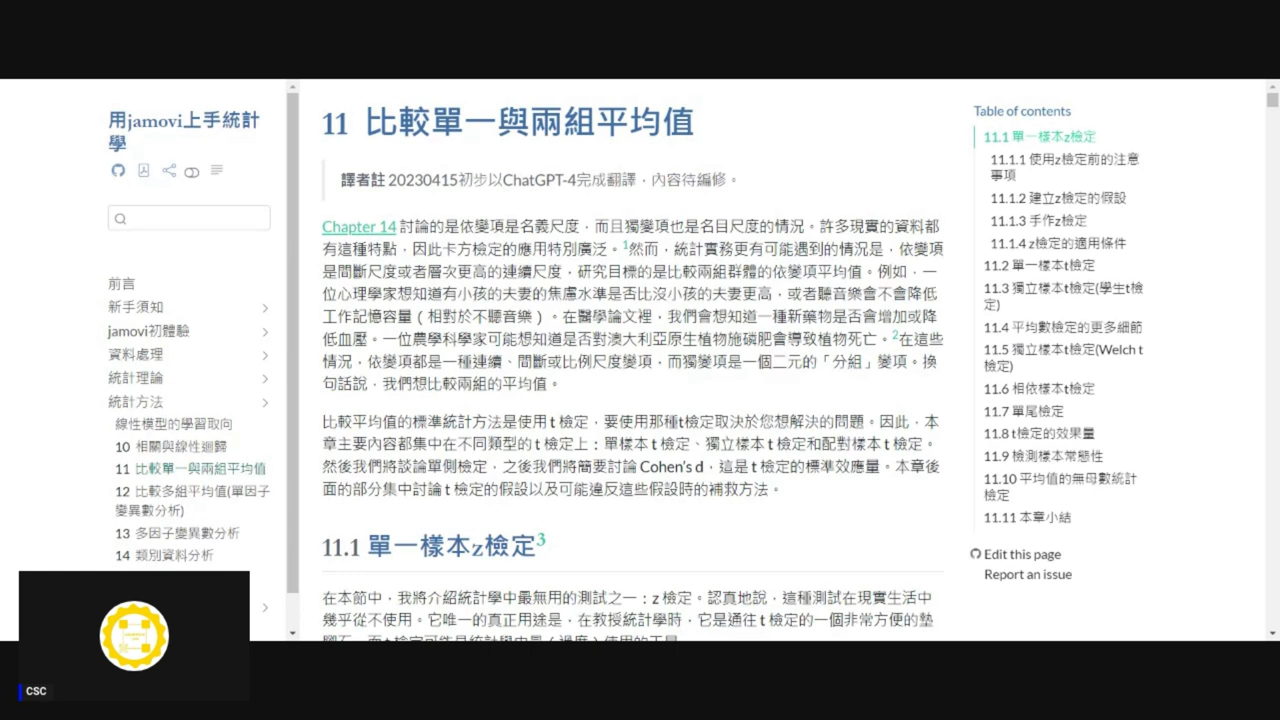 用jamovi上手統計
學
前言
新手須知
jamovi初體驗
資料處理
統計理論
統計方法
線性模型的學習取向
10 相關與線性迴歸
11 比較單一與兩組平均值
12 比較多組平均值(單因子
變異數分析)
13 多因子變異數分析
14 類別資料分析
CSC
11 比較單一與兩組平均值
譯者註 20230415初步以ChatGPT-4完成翻譯，內容待編修。
Chapter 14 討論的是依變項是名義尺度，而且獨變項也是名目尺度的情況。許多現實的資料都
有這種特點，因此卡方檢定的應用特別廣泛。1然而，統計實務更有可能遇到的情況是，依變項
是間斷尺度或者層次更高的連續尺度，研究目標的是比較兩組群體的依變項平均值。例如，一
位心理學家想知道有小孩的夫妻的焦慮水準是否比沒小孩的夫妻更高，或者聽音樂會不會降低
工作記憶容量（相對於不聽音樂）。在醫學論文裡，我們會想知道一種新藥物是否會增加或降
低血壓。一位農學科學家可能想知道是否對澳大利亞原生植物施磷肥會導致植物死亡。2在這些
情況，依變項都是一種連續、間斷或比例尺度變項，而獨變項是一個二元的「分組」變項。換
句話說，我們想比較兩組的平均值。
比較平均值的標準統計方法是使用 t 檢定，要使用那種t檢定取決於您想解決的問題。因此，本
章主要內容都集中在不同類型的 t 檢定上：單樣本 t 檢定、獨立樣本 t 檢定和配對樣本 t 檢定。
然後我們將談論單側檢定，之後我們將簡要討論 Cohen's d，這是 t 檢定的標準效應量。本章後
面的部分集中討論 t 檢定的假設以及可能違反這些假設時的補救方法。
11.1 單一樣本z檢定3
在本節中，我將介紹統計學中最無用的測試之一：z 檢定。認真地說，這種測試在現實生活中
幾乎從不使用。它唯一的真正用途是，在教授統計學時，它是通往 t 檢定的一個非常方便的墊
Table of contents
11.1 單一樣本z檢定
11.1.1 使用z檢定前的注意
事項
11.1.2 建立z檢定的假設
11.1.3 手作z檢定
11.1.4 z檢定的適用條件
11.2 單一樣本t檢定
11.3 獨立樣本t檢定(學生t檢
定)
11.4 平均數檢定的更多細節
11.5 獨立樣本t檢定(Welch t
檢定)
11.6 相依樣本t檢定
11.7 單尾檢定
11.8 t檢定的效果量
11.9 檢測樣本常態性
11.10 平均值的無母數統計
檢定
11.11 本章小結
Edit this page
Report an issue